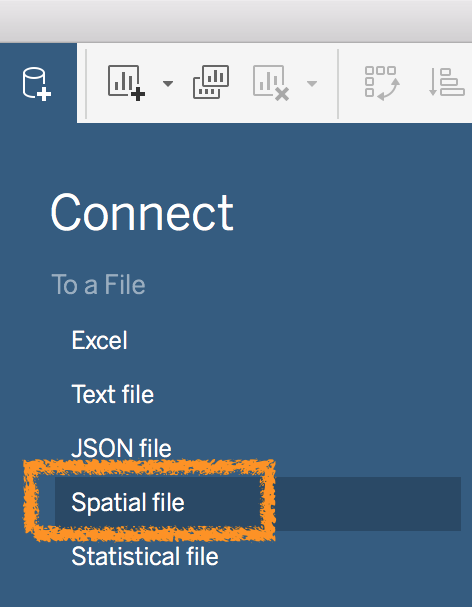 Connect
To a File
Excel
Text file
JSON file
Spatial file
Statistical file